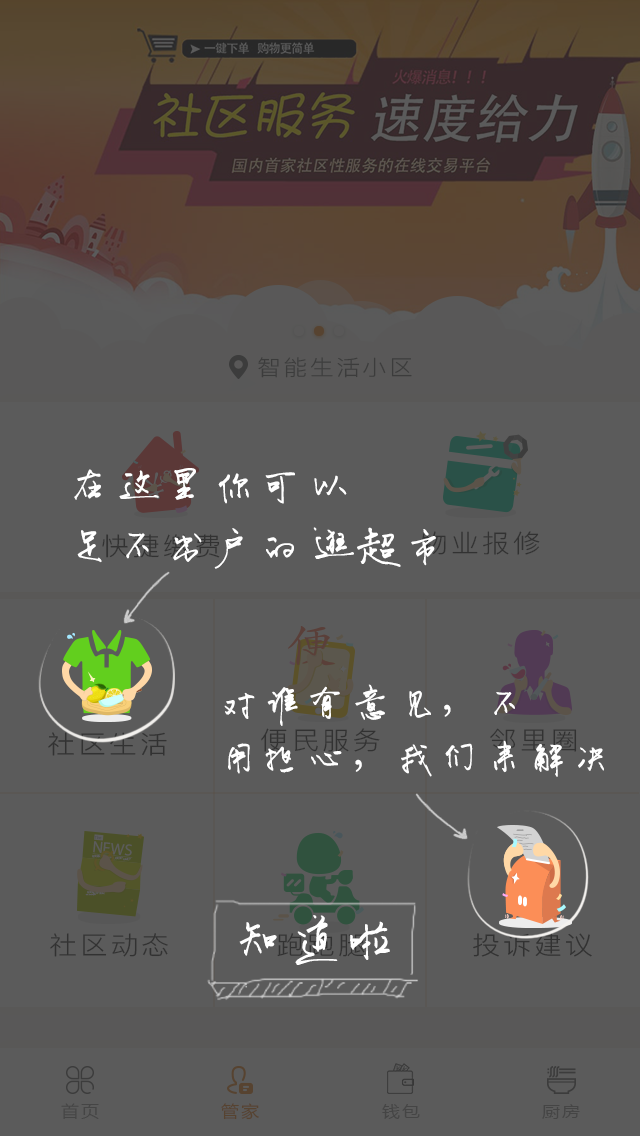 一键下单 购物更简单
火爆消息！！！
社区服务 速度给力
国内首家社区性服务的在线交易平台
智能生活小区
在这里你可以
足不出户的逛超市
快捷缴费
物业报修
对谁有意见，不
用担心，我们来解决
便
社区生活
便民服务
邻里圈
NEWS
知道啦
社区动态
跑跑腿
投诉建议
首页
管家
钱包
厨房